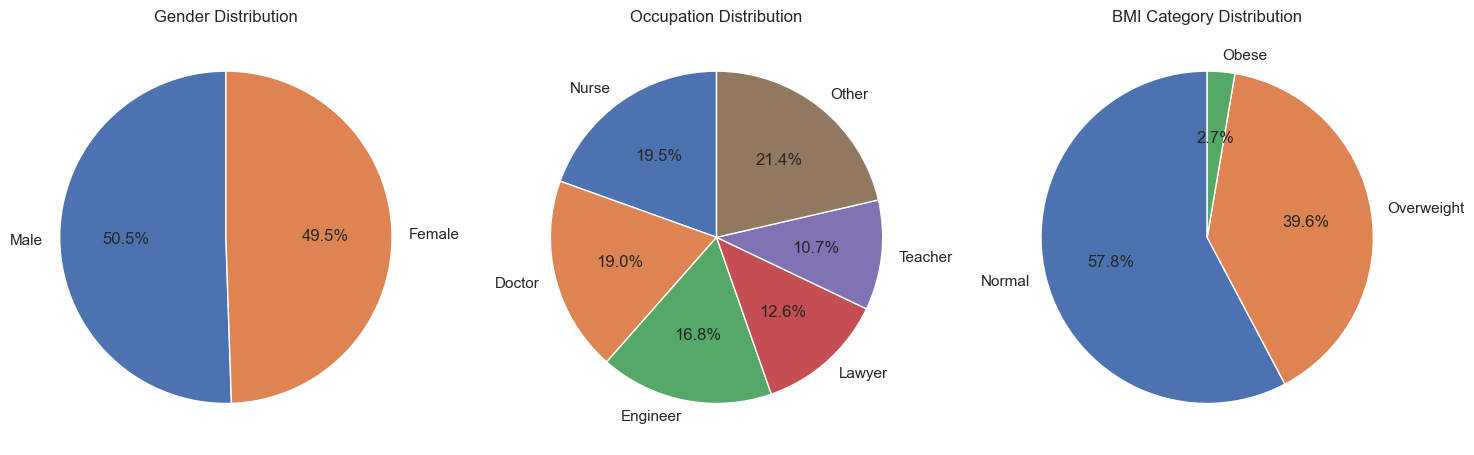 Gender Distribution
Male
50.5%
49.5%
Female
Occupation Distribution
Nurse
19.5%
Doctor
19.0%
Engineer
16.8%
Lawyer
12.6%
Teacher
10.7%
Other
21.4%
BMI Category Distribution
Normal
57.8%
Overweight
39.6%
Obese
2.7%